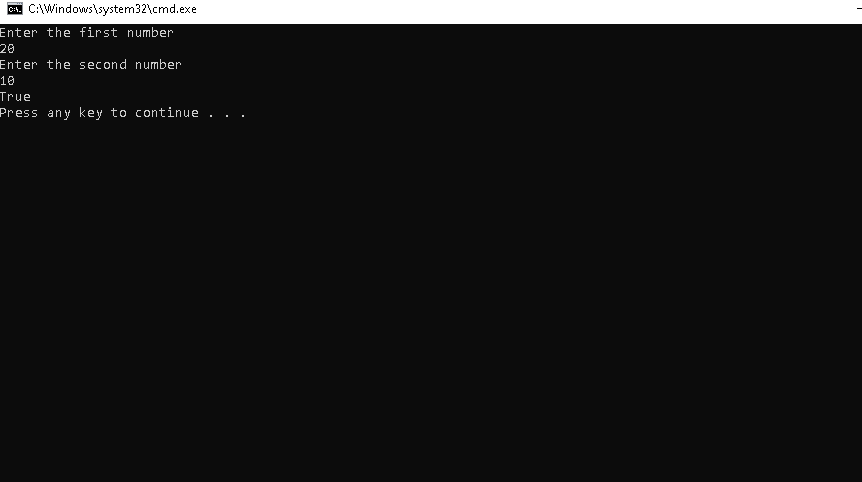 C:\Windows\system32\cmd.exe
Enter the first number
20
Enter the second number
10
True
Press any key to continue . . .